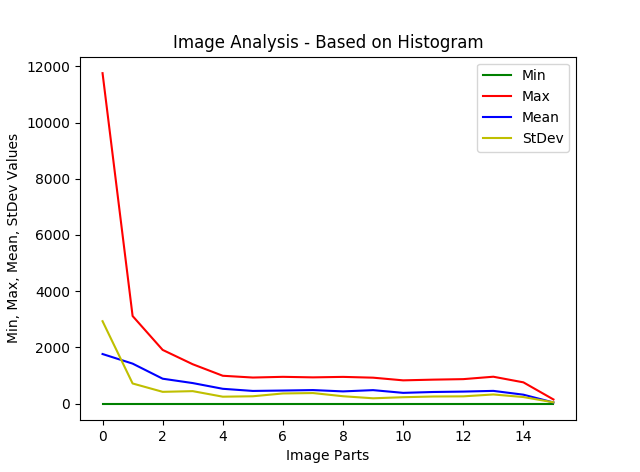 Image Analysis - Based on Histogram
Min
Max
Mean
StDev
Min, Max, Mean, StDev Values
12000
10000
8000
6000
4000
2000
0
0 2 4 6 8 10 12 14
Image Parts